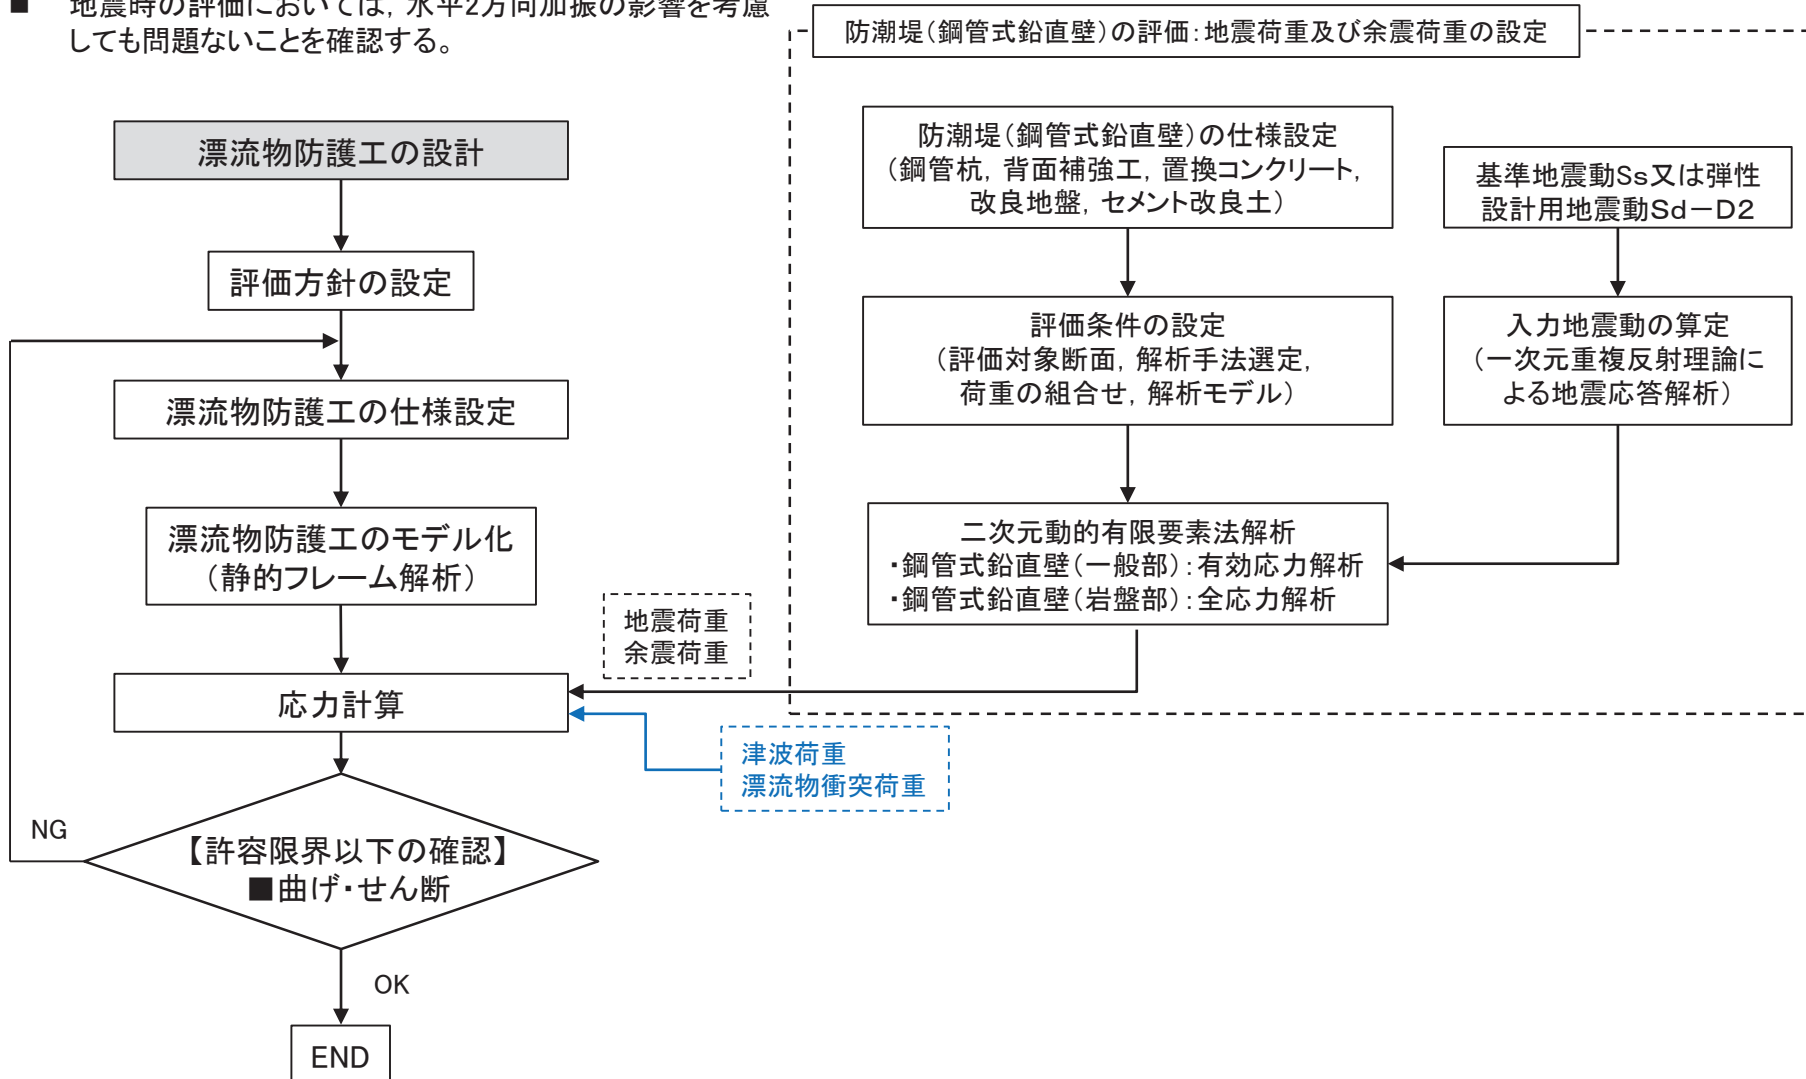 ■ 地震時の評価においては，水平2方向加振の影響を考慮
しても問題ないことを確認する。
防潮堤（鋼管式鉛直壁）の評価：地震荷重及び余震荷重の設定
漂流物防護工の設計
評価方針の設定
漂流物防護工の仕様設定
漂流物防護工のモデル化
（静的フレーム解析）
応力計算
【許容限界以下の確認】
■曲げ・せん断
NG
OK
END
防潮堤（鋼管式鉛直壁）の仕様設定
（鋼管杭，背面補強工，置換コンクリート，
改良地盤，セメント改良土）
評価条件の設定
（評価対象断面，解析手法選定，
荷重の組合せ，解析モデル）
二次元動的有限要素法解析
・鋼管式鉛直壁（一般部）：有効応力解析
・鋼管式鉛直壁（岩盤部）：全応力解析
基準地震動Ss又は弾性
設計用地震動Sd－D2
入力地震動の算定
（一次元重複反射理論に
よる地震応答解析）
地震荷重
余震荷重
津波荷重
漂流物衝突荷重